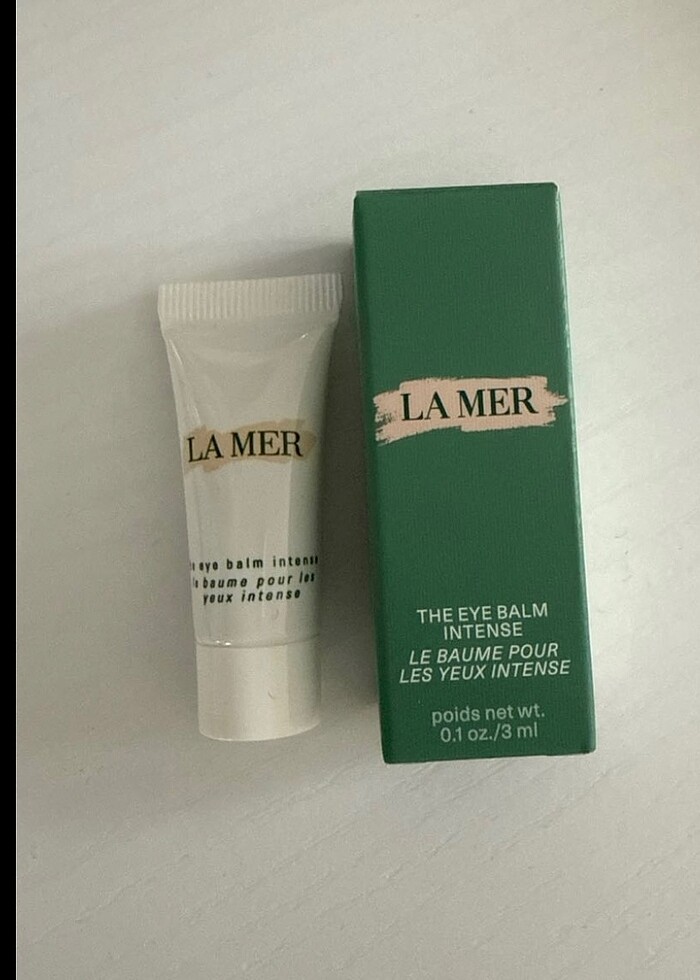 LA MER
eye balm intense
baume pour les
yeux intense
LA MER
THE EYE BALM
INTENSE
LE BAUME POUR
LES YEUX INTENSE
poids net wt.
0.1 oz./3 ml